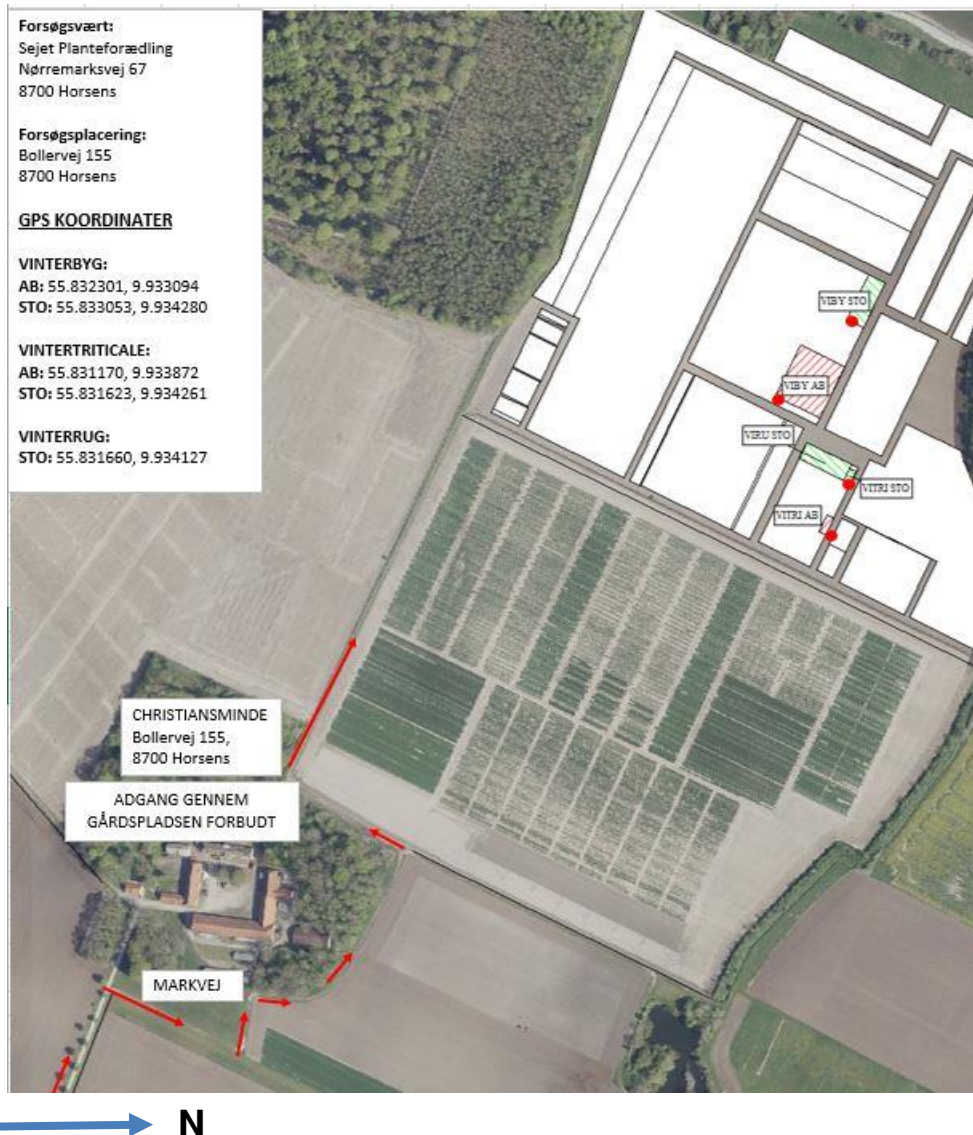 Forsøgsvært:
Sejet Planteforædling
Nørremarksvej 67
8700 Horsens
Forsøgsplacering:
Bollervej 155
8700 Horsens
GPS KOORDINATER
VINTERBYG:
AB: 55.832301, 9.933094
STO: 55.833053, 9.934280
VINTERTRITICALE:
AB: 55.831170, 9.933872
STO: 55.831623, 9.934261
VINTERRUG:
STO: 55.831660, 9.934127
VIBY STO
VIBY AB
VIRU STO
VITRI STO
VITRI AB
CHRISTIANSMINDE
Bollervej 155,
8700 Horsens
ADGANG GENNEM
GÅRDSPLADSEN FORBUDT
MARKVEJ
N